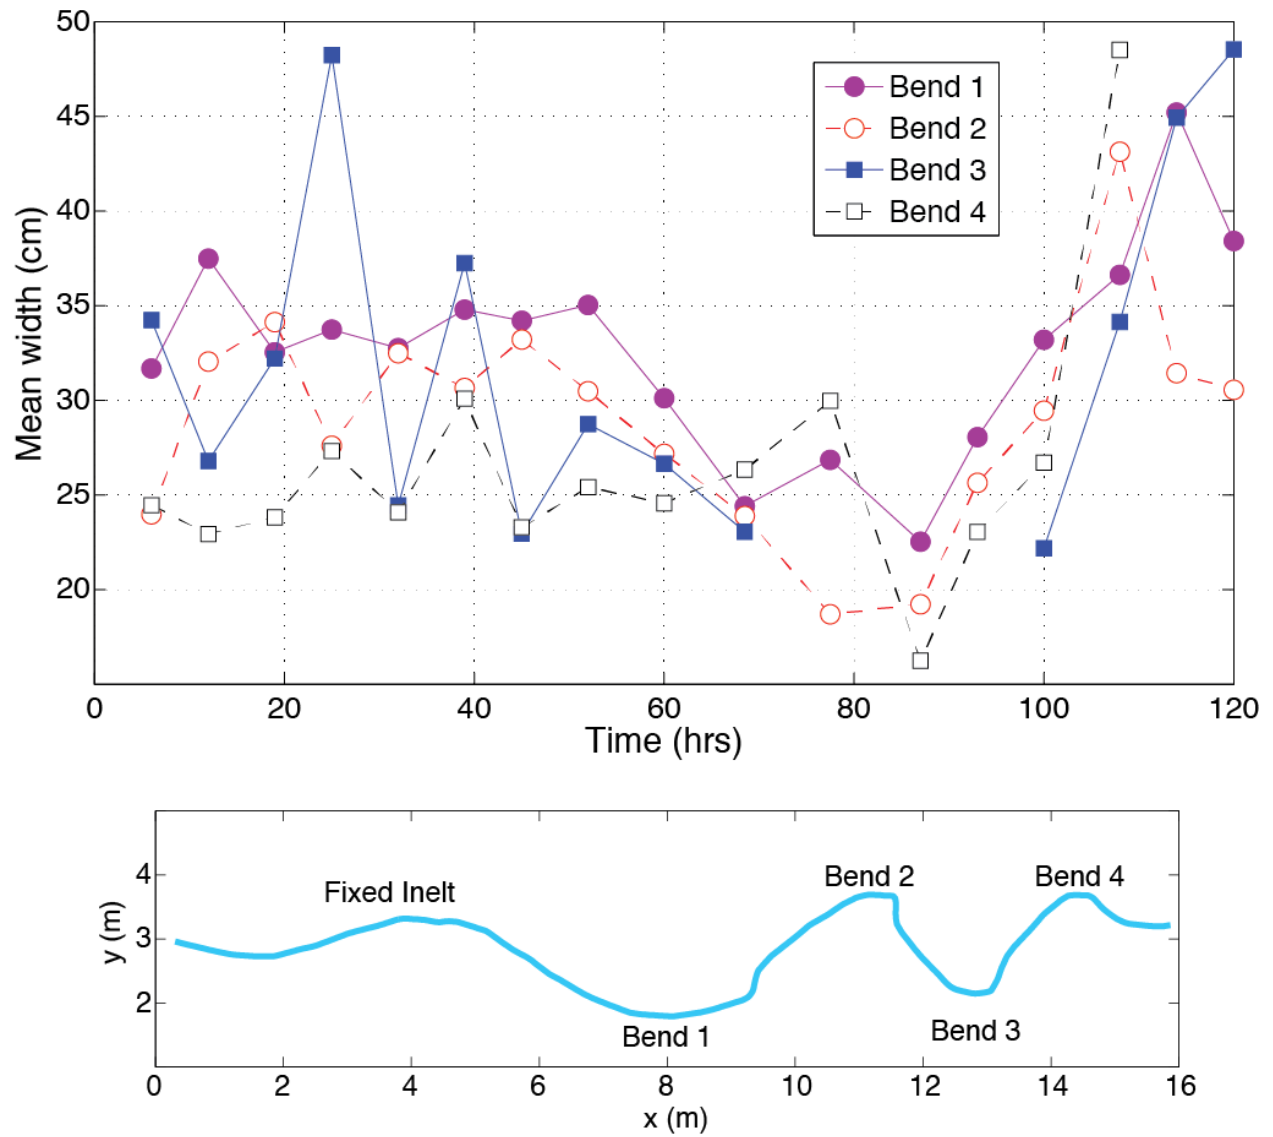 50
45
40
35
30
25
20
Mean width (cm)
Bend 1
Bend 2
Bend 3
Bend 4
0 20 40 60 80 100 120
Time (hrs)
4
3
2
y (m)
Fixed Inelt
Bend 1
Bend 2
Bend 3
Bend 4
0 2 4 6 8 10 12 14 16
x (m)